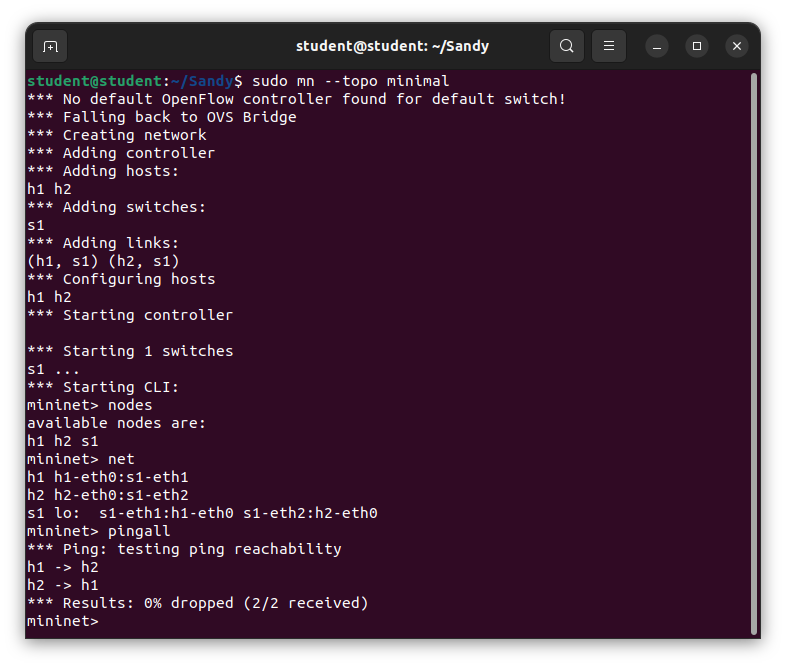 student@student: ~/Sandy
student@student:~/Sandy$ sudo mn --topo minimal
*** No default OpenFlow controller found for default switch!
*** Falling back to OVS Bridge
*** Creating network
*** Adding controller
*** Adding hosts:
h1 h2
*** Adding switches:
s1
*** Adding links:
(h1, s1) (h2, s1)
*** Configuring hosts
h1 h2
*** Starting controller

*** Starting 1 switches
s1 ...
*** Starting CLI:
mininet> nodes
available nodes are:
h1 h2 s1
mininet> net
h1 h1-eth0:s1-eth1
h2 h2-eth0:s1-eth2
s1 lo:  s1-eth1:h1-eth0 s1-eth2:h2-eth0
mininet> pingall
*** Ping: testing ping reachability
h1 -> h2
h2 -> h1
*** Results: 0% dropped (2/2 received)
mininet>